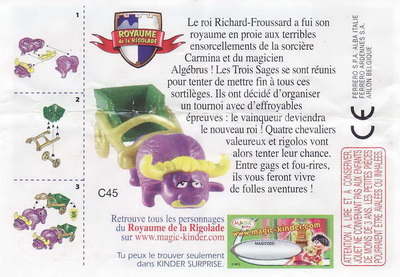 1
2
3
ROYAUME
de la RIGOLADE
Le roi Richard-Froussard a fui son
royaume en proie aux terribles
ensorcellements de la sorcière
Carmina et du magicien
Algébrus ! Les Trois Sages se sont réunis
pour tenter de mettre fin à tous ces
sortilèges. Ils ont décidé d'organiser
un tournoi avec d'effroyables
épreuves : le vainqueur deviendra
le nouveau roi ! Quatre chevaliers
valeureux et rigolos vont
alors tenter leur chance.
Entre gags et fou-rires,
ils vous feront vivre
de folles aventures !
C45
Retrouve tous les personnages
du Royaume de la Rigolade
sur www.magic-kinder.com
Tu peux le trouver seulement
dans KINDER SURPRISE.
MAGIC
www.magic-kinder.com
MAGICODE
FERRERO S.P.A. ALBA ITALIE
FERRERO ARDENNES S.A.
ARLON BELGIQUE
CE
ATTENTION, À LIRE ET À CONSERVER:
JOUET NE CONVENANT PAS AUX ENFANTS
DE MOINS DE 3 ANS. LES PETITES PIÈCES
POURRAIENT ÊTRE AVALÉES OU INHALÉES.